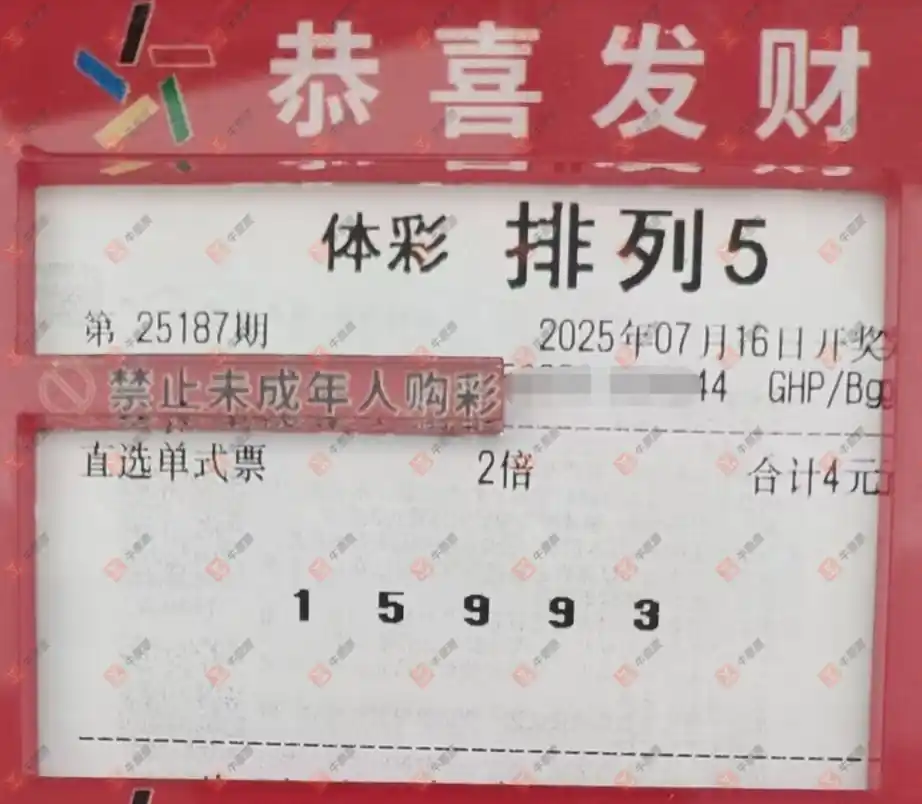 恭喜发财
体彩 排列5
第 25187期 2025年07月16日开奖
禁止未成年人购彩 44 GHP/Bg
直选单式票 2倍 合计4元
1 5 9 9 3